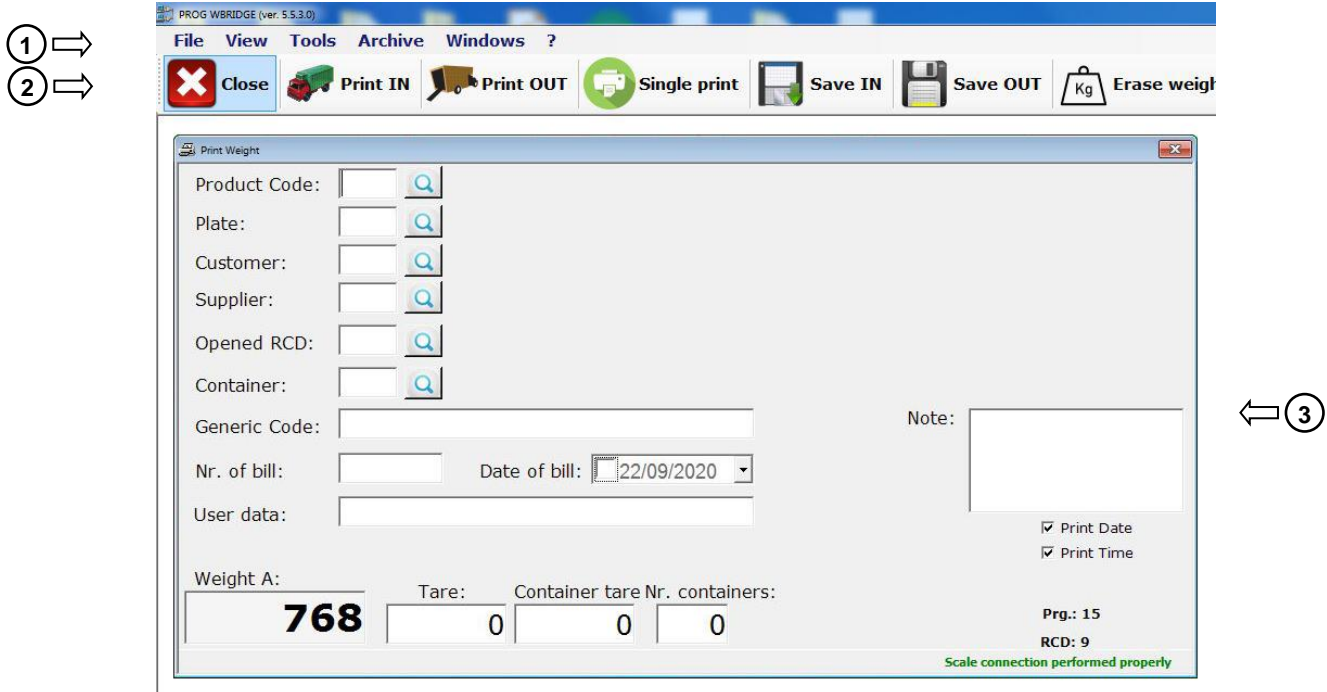 PROG WBRIDGE (ver. 5.5.3.0)
1
File View Tools Archive Windows ?
2
Close Print IN Print OUT Single print Save IN Save OUT Kg Erase weigh
Print Weight
Product Code:
Plate:
Customer:
Supplier:
Opened RCD:
Container:
3
Generic Code: Note:
Nr. of bill: Date of bill: 22/09/2020
User data:
Print Date
Print Time
Weight A: Tare: Container tare Nr. containers:
768 0 0 0
Prg.: 15
RCD: 9
Scale connection performed properly